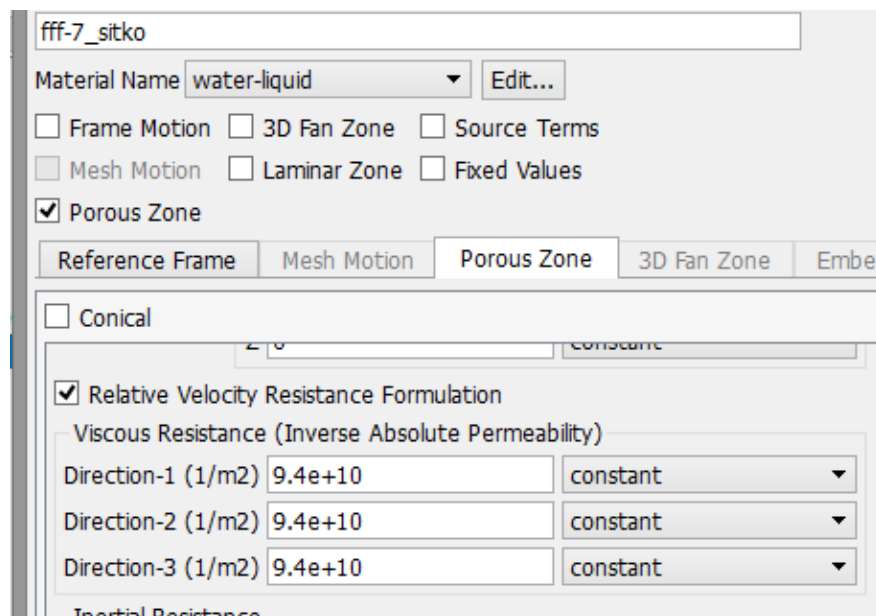 fff-7_sitko
Material Name water-liquid Edit...
Frame Motion 3D Fan Zone Source Terms
Mesh Motion Laminar Zone Fixed Values
Porous Zone
Reference Frame Mesh Motion Porous Zone 3D Fan Zone Embe
Conical
Relative Velocity Resistance Formulation
Viscous Resistance (Inverse Absolute Permeability)
Direction-1 (1/m2) 9.4e+10 constant
Direction-2 (1/m2) 9.4e+10 constant
Direction-3 (1/m2) 9.4e+10 constant
Inertial Resistance